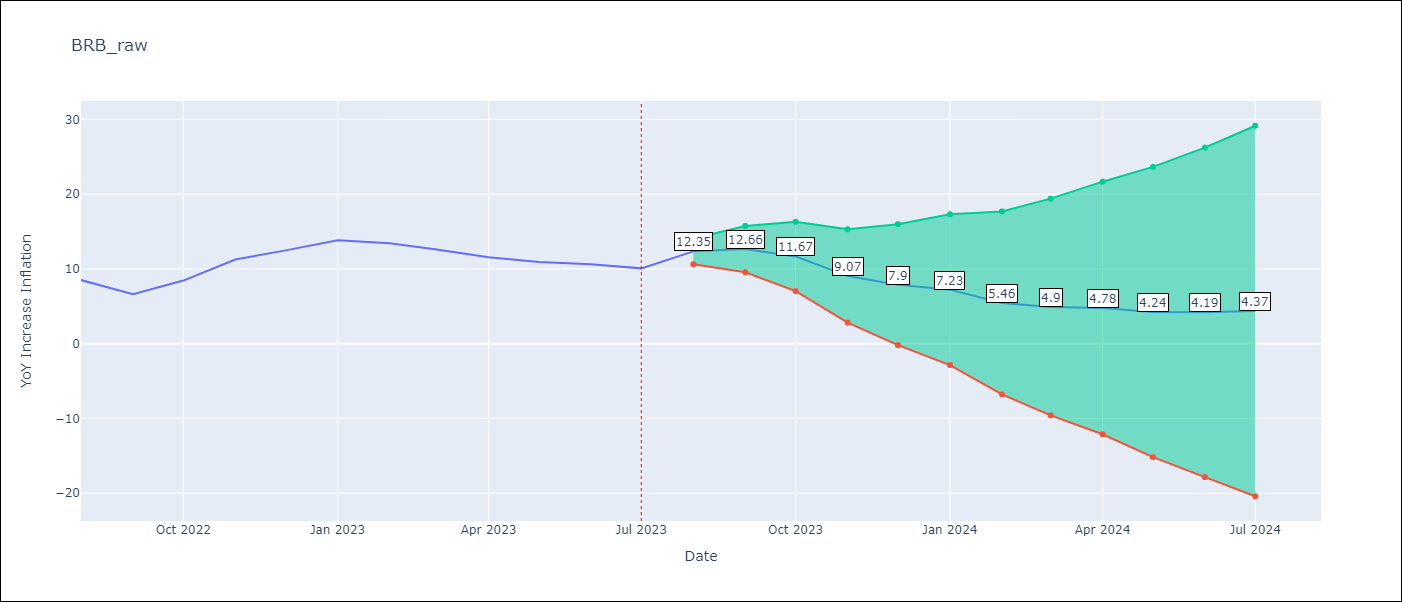 BRB_raw
YoY Increase Inflation
30
20
10
0
−10
−20
12.35
12.66
11.67
9.07
7.9
7.23
5.46
4.9
4.78
4.24
4.19
4.37
Oct 2022
Jan 2023
Apr 2023
Jul 2023
Oct 2023
Jan 2024
Apr 2024
Jul 2024
Date